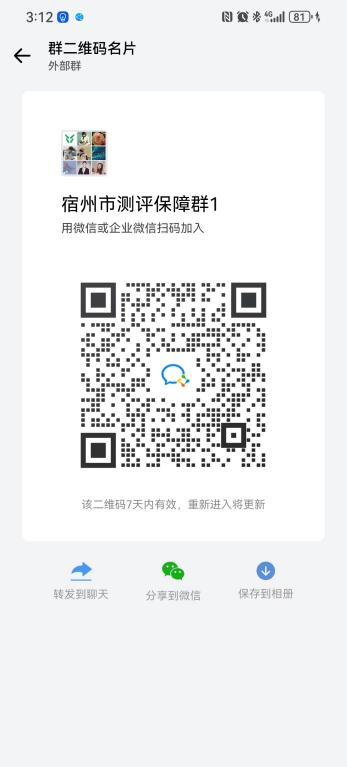 3:12
4G
81
群二维码名片
外部群
宿州市测评保障群1
用微信或企业微信扫码加入
该二维码7天内有效，重新进入将更新
转发到聊天
分享到微信
保存到相册